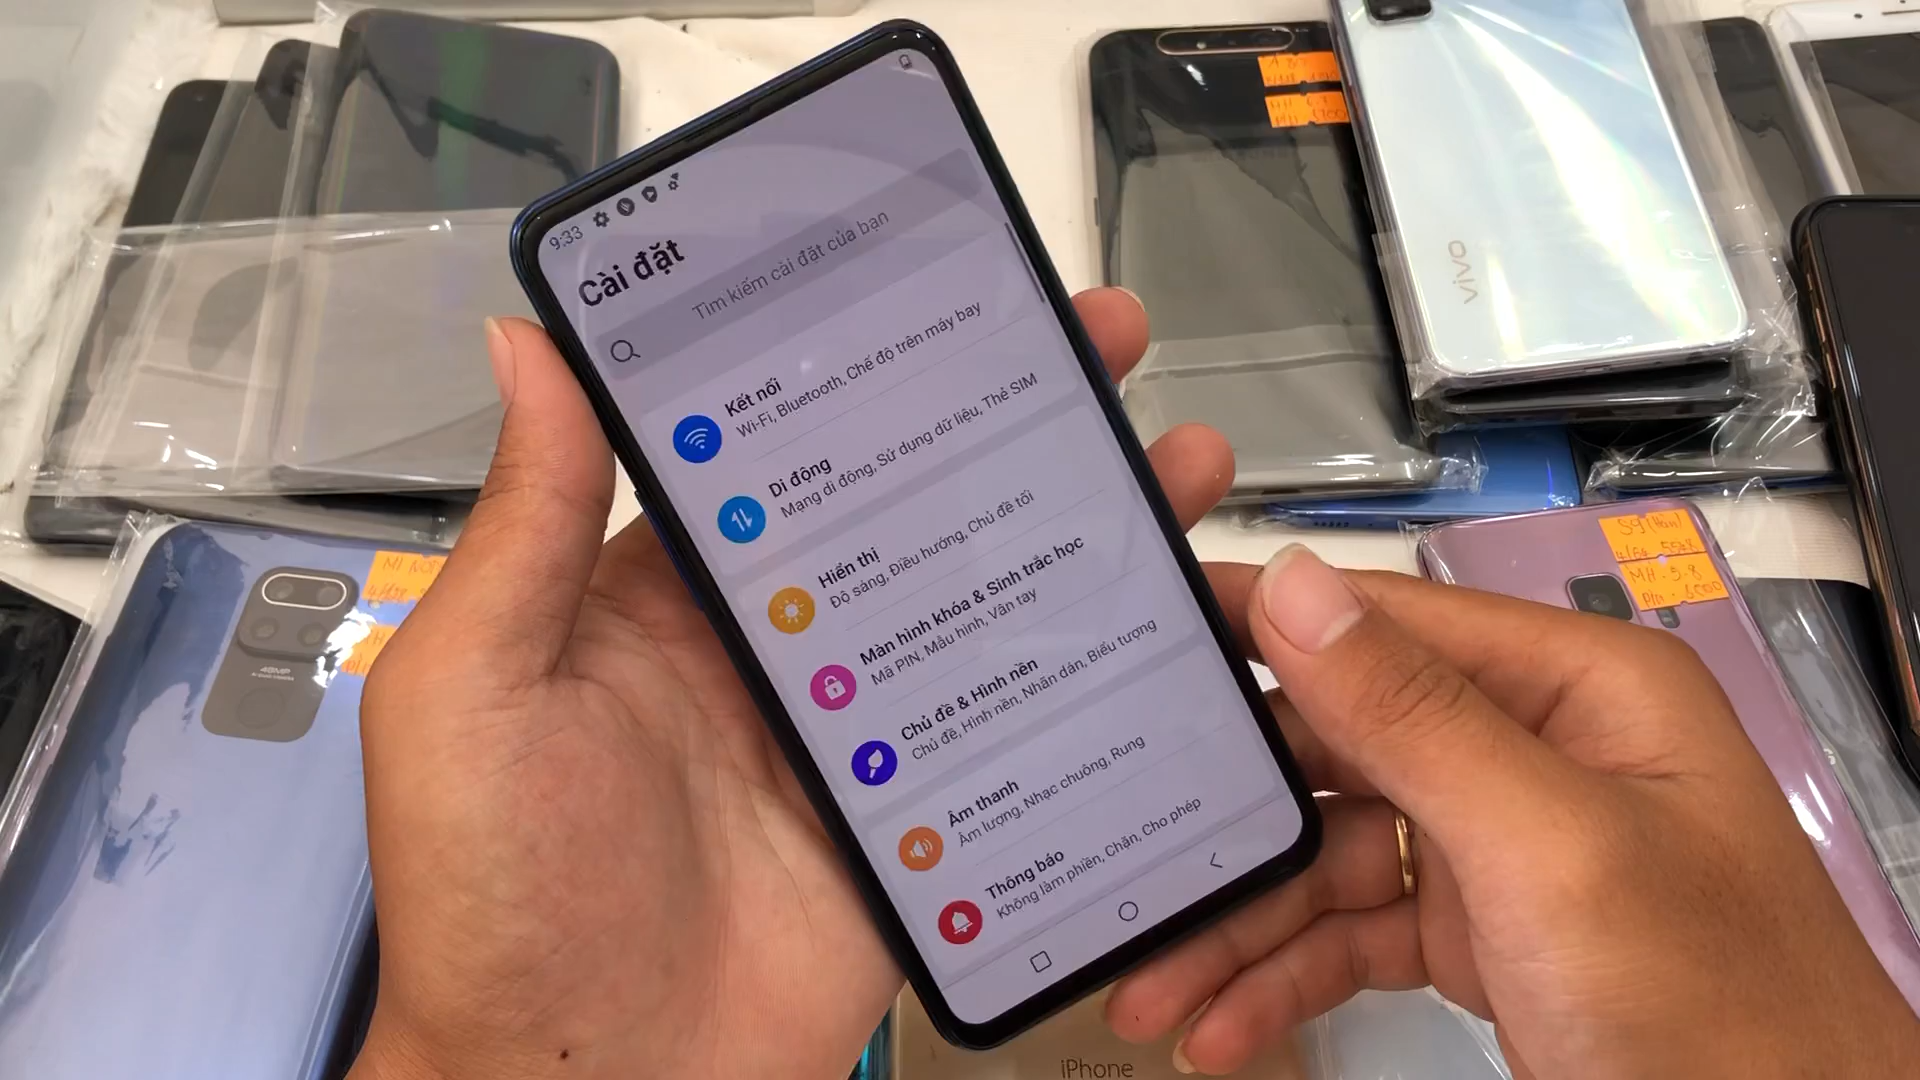 9:33
Cài đặt
Tìm kiếm cài đặt của bạn
Kết nối
Wi-Fi, Bluetooth, Chế độ trên máy bay
Di động
Mạng di động, Sử dụng dữ liệu, Thẻ SIM
Hiển thị
Độ sáng, Điều hướng, Chủ đề tối
Màn hình khóa & Sinh trắc học
Mã PIN, Mẫu hình, Vân tay
Chủ đề & Hình nền
Chủ đề, Hình nền, Nhãn dán, Biểu tượng
Âm thanh
Âm lượng, Nhạc chuông, Rung
Thông báo
Không làm phiền, Chặn, Cho phép
vivo
48MP
MH . 5.8
iPhone